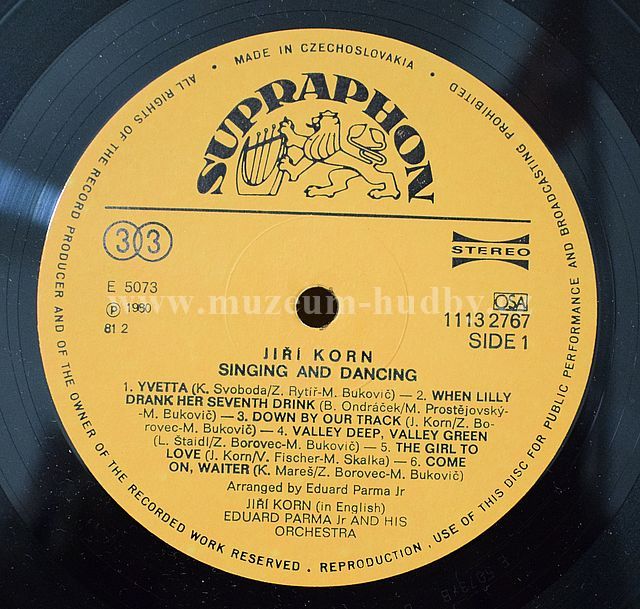 MADE IN CZECHOSLOVAKIA
ALL RIGHTS OF THE RECORD PRODUCER AND OF THE OWNER OF THE RECORDED WORK RESERVED . REPRODUCTION, USE OF THIS DISC FOR PUBLIC PERFORMANCE AND BROADCASTING PROHIBITED
SUPRAPHON
33
STEREO
E 5073
Ⓟ 1980
81 2
OSA
1113 2767
SIDE 1
www.muzeum-hudby.
JIŘÍ KORN
SINGING AND DANCING
1. YVETTA (K. Svoboda/Z. Rytíř-M. Bukovič) — 2. WHEN LILLY
DRANK HER SEVENTH DRINK (B. Ondráček/M. Prostějovský-
-M. Bukovič) — 3. DOWN BY OUR TRACK (J. Korn/Z. Bo-
rovec-M. Bukovič) — 4. VALLEY DEEP, VALLEY GREEN
(L. Štaidl/Z. Borovec-M. Bukovič) — 5. THE GIRL TO
LOVE (J. Korn/V. Fischer-M. Skalka) — 6. COME
ON, WAITER (K. Mareš/Z. Borovec-M. Bukovič)
Arranged by Eduard Parma Jr
JIŘÍ KORN (in English)
EDUARD PARMA Jr AND HIS
ORCHESTRA